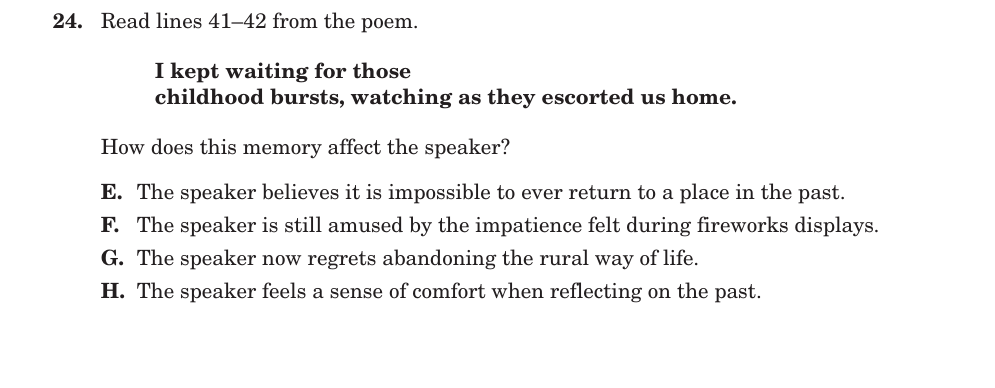 24. Read lines 41–42 from the poem.
I kept waiting for those
childhood bursts, watching as they escorted us home.
How does this memory affect the speaker?
E. The speaker believes it is impossible to ever return to a place in the past.
F. The speaker is still amused by the impatience felt during fireworks displays.
G. The speaker now regrets abandoning the rural way of life.
H. The speaker feels a sense of comfort when reflecting on the past.